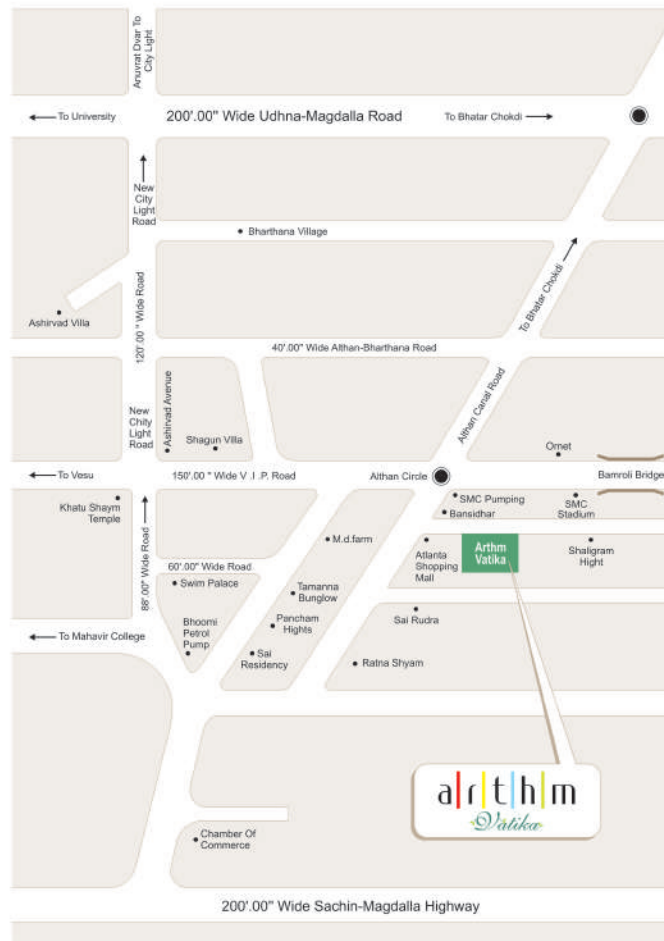 Anuvrat Dvar To
City Light
To University
200'.00" Wide Udhna-Magdalla Road
To Bhatar Chokdi
New
City
Light
Road
Bharthana Village
To Bhatar Chokdi
Ashirvad Villa
120'.00 " Wide Road
40'.00" Wide Althan-Bharthana Road
Althan Canal Road
New
Chity
Light
Road
Ashirvad Avenue
Shagun Villa
Omet
To Vesu
150'.00 " Wide V .I .P. Road
Althan Circle
Bamroli Bridge
Khatu Shaym
Temple
88'.00" Wide Road
SMC Pumping
Bansidhar
SMC
Stadium
M.d.farm
Atlanta
Shopping
Mall
Arthm
Vatika
Shaligram
Hight
60'.00" Wide Road
Swim Palace
Tamanna
Bunglow
Bhoomi
Petrol
Pump
Pancham
Hights
Sai Rudra
To Mahavir College
Sai
Residency
Ratna Shyam
a|r|t|h|m
Vatika
Chamber Of
Commerce
200'.00" Wide Sachin-Magdalla Highway